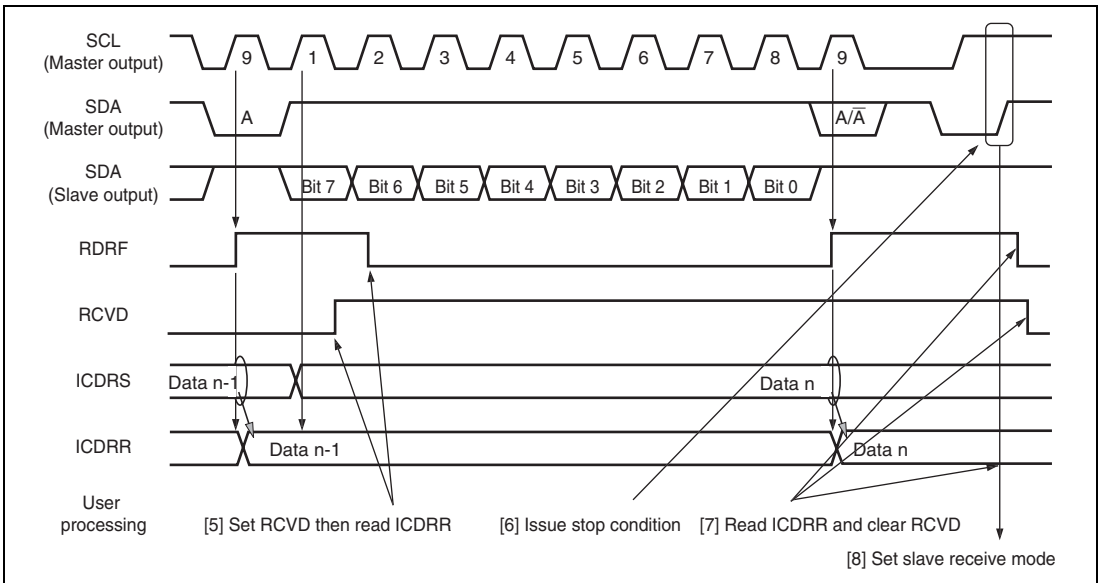 SCL
(Master output)
9 1 2 3 4 5 6 7 8 9
SDA
(Master output)
A A/A̅
SDA
(Slave output)
Bit 7 Bit 6 Bit 5 Bit 4 Bit 3 Bit 2 Bit 1 Bit 0
RDRF
RCVD
ICDRS
Data n-1 Data n
ICDRR
Data n-1 Data n
User
processing
[5] Set RCVD then read ICDRR [6] Issue stop condition [7] Read ICDRR and clear RCVD
[8] Set slave receive mode